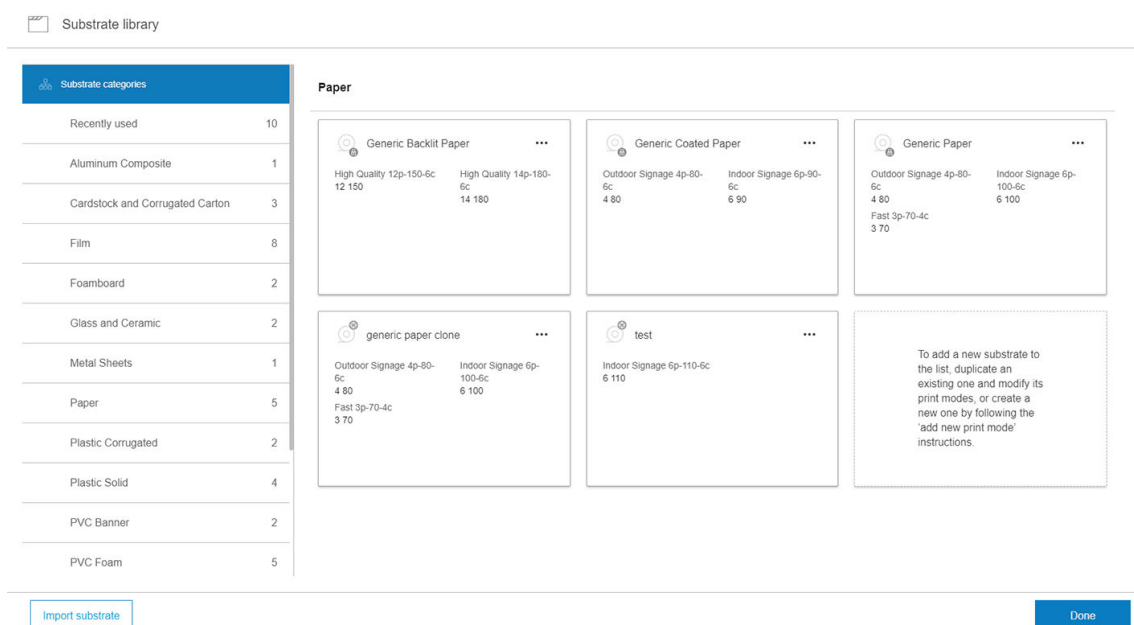 Substrate library
Substrate categories
Recently used 10
Aluminum Composite 1
Cardstock and Corrugated Carton 3
Film 8
Foamboard 2
Glass and Ceramic 2
Metal Sheets 1
Paper 5
Plastic Corrugated 2
Plastic Solid 4
PVC Banner 2
PVC Foam 5
Paper
Generic Backlit Paper
High Quality 12p-150-6c
12 150
High Quality 14p-180-
6c
14 180
Generic Coated Paper
Outdoor Signage 4p-80-
6c
4 80
Indoor Signage 6p-90-
6c
6 90
Generic Paper
Outdoor Signage 4p-80-
6c
4 80
Indoor Signage 6p-
100-6c
6 100
Fast 3p-70-4c
3 70
generic paper clone
Outdoor Signage 4p-80-
6c
4 80
Indoor Signage 6p-
100-6c
6 100
Fast 3p-70-4c
3 70
test
Indoor Signage 6p-110-6c
6 110
To add a new substrate to
the list, duplicate an
existing one and modify its
print modes, or create a
new one by following the
'add new print mode'
instructions.
Import substrate
Done